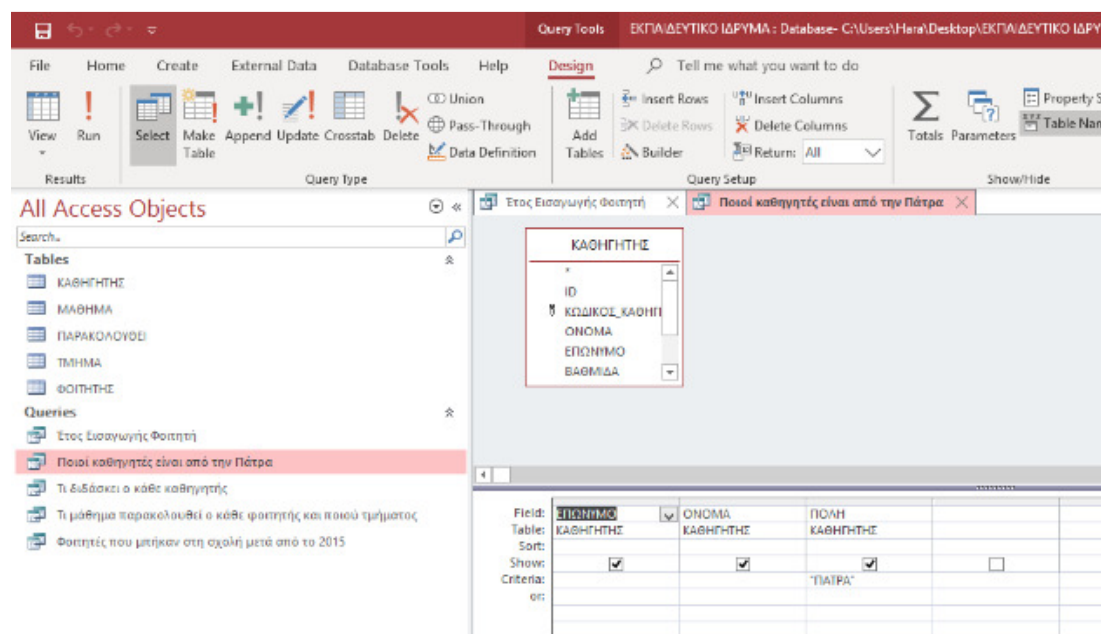 Query Tools ΕΚΠΑΙΔΕΥΤΙΚΟ ΙΔΡΥΜΑ : Database- C:\Users\Hara\Desktop\ΕΚΠΑΙΔΕΥΤΙΚΟ ΙΔΡΥ
File Home Create External Data Database Tools Help Design Tell me what you want to do
View Run Select Make Table Append Update Crosstab Delete
Union
Pass-Through
Data Definition
Add Tables
Insert Rows
Delete Rows
Builder
Insert Columns
Delete Columns
Return: All
Totals Parameters
Property S
Table Nam
Results Query Type Query Setup Show/Hide
All Access Objects
Search..
Tables
ΚΑΘΗΓΗΤΗΣ
ΜΑΘΗΜΑ
ΠΑΡΑΚΟΛΟΥΘΕΙ
ΤΜΗΜΑ
ΦΟΙΤΗΤΗΣ
Queries
Έτος Εισαγωγής Φοιτητή
Ποιοί καθηγητές είναι από την Πάτρα
Τι διδάσκει ο κάθε καθηγητής
Τι μάθημα παρακολουθεί ο κάθε φοιτητής και ποιού τμήματος
Φοιτητές που μπήκαν στη σχολή μετά από το 2015
Έτος Εισαγωγής Φοιτητή Ποιοί καθηγητές είναι από την Πάτρα
ΚΑΘΗΓΗΤΗΣ
*
ID
ΚΩΔΙΚΟΣ_ΚΑΘΗΓ
ΟΝΟΜΑ
ΕΠΩΝΥΜΟ
ΒΑΘΜΙΔΑ
Field: ΕΠΩΝΥΜΟ ΟΝΟΜΑ ΠΟΛΗ
Table: ΚΑΘΗΓΗΤΗΣ ΚΑΘΗΓΗΤΗΣ ΚΑΘΗΓΗΤΗΣ
Sort:
Show:
Criteria: "ΠΑΤΡΑ"
or: